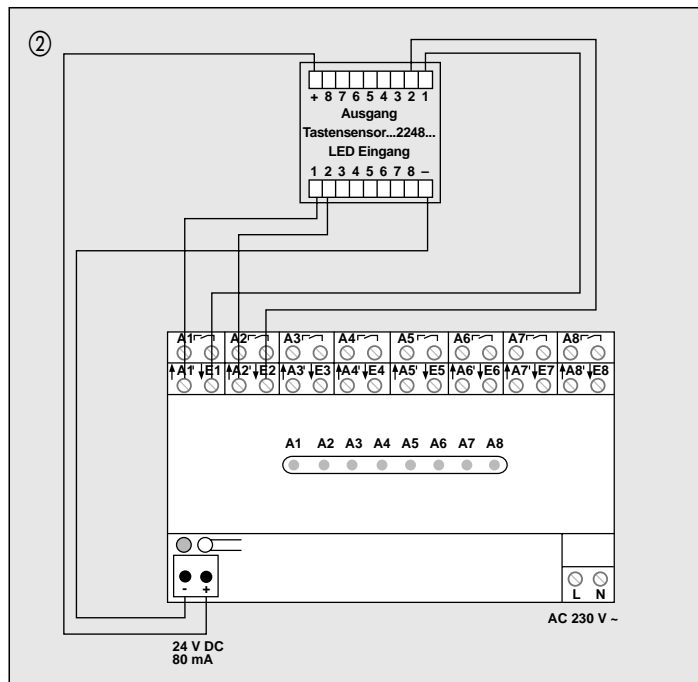 ②
+ 8 7 6 5 4 3 2 1
Ausgang
Tastensensor...2248...
LED Eingang
1 2 3 4 5 6 7 8 –
A1 A2 A3 A4 A5 A6 A7 A8
A1' E1 A2' E2 A3' E3 A4' E4 A5' E5 A6' E6 A7' E7 A8' E8
A1 A2 A3 A4 A5 A6 A7 A8
- +
L N
24 V DC
80 mA
AC 230 V ~